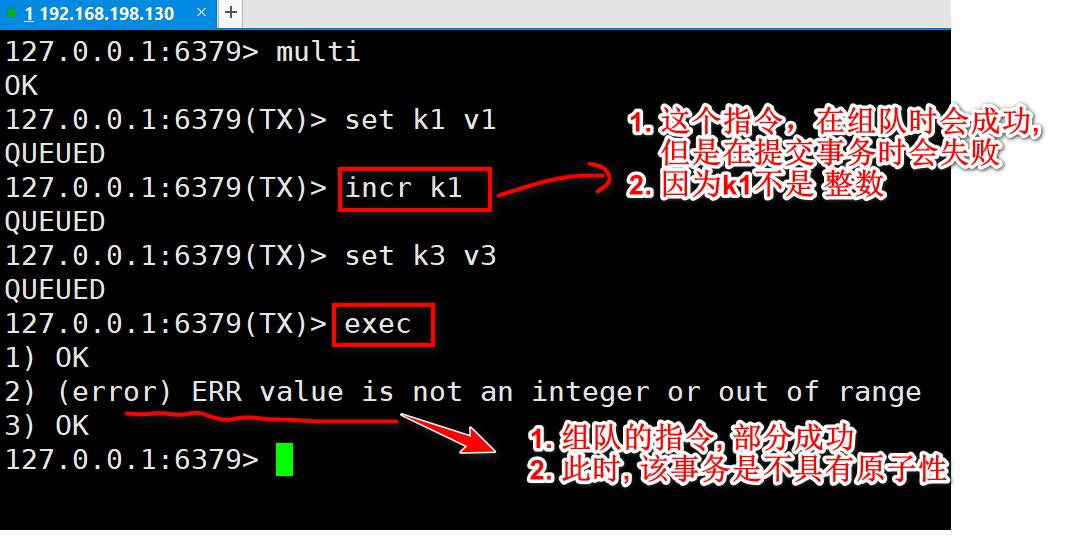 1 192.168.198.130 × +
127.0.0.1:6379> multi
OK
127.0.0.1:6379(TX)> set k1 v1
QUEUED
127.0.0.1:6379(TX)> incr k1
QUEUED
127.0.0.1:6379(TX)> set k3 v3
QUEUED
127.0.0.1:6379(TX)> exec
1) OK
2) (error) ERR value is not an integer or out of range
3) OK
127.0.0.1:6379>
1. 这个指令，在组队时会成功,
但是在提交事务时会失败
2. 因为k1不是 整数
1. 组队的指令, 部分成功
2. 此时, 该事务是不具有原子性